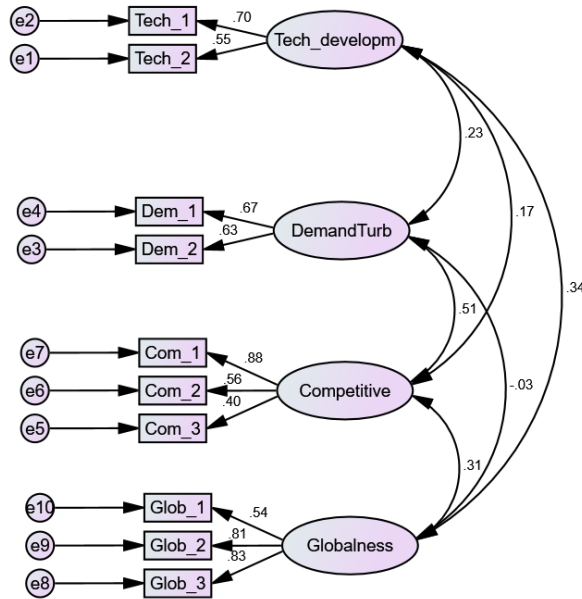 e2
Tech_1
.70
Tech_developm
e1
Tech_2
.55
.23
.17
.34
e4
Dem_1
.67
DemandTurb
e3
Dem_2
.63
.51
-.03
e7
Com_1
.88
e6
Com_2
.56
Competitive
e5
Com_3
.40
.31
e10
Glob_1
.54
e9
Glob_2
.81
Globalness
e8
Glob_3
.83